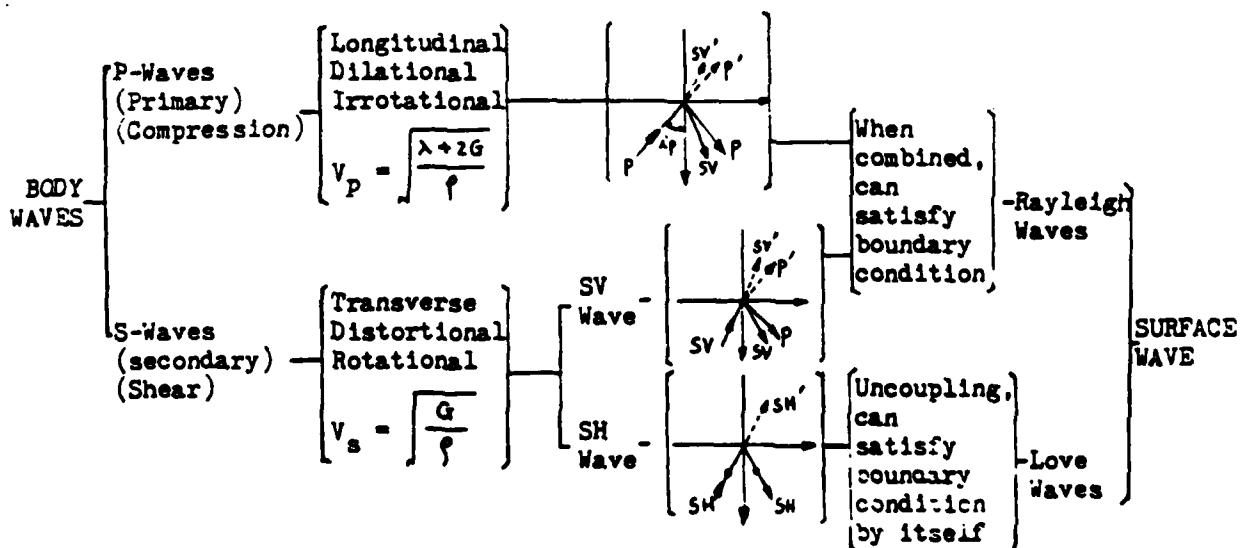 BODY
WAVES
P-Waves
(Primary)
(Compression)
Longitudinal
Dilational
Irrotational
V_p = √((λ+2G)/ρ)
SV'
P'
P
ip
SV
P
When
combined,
can
satisfy
boundary
condition
Rayleigh
Waves
S-Waves
(secondary)
(Shear)
Transverse
Distortional
Rotational
V_s = √(G/ρ)
SV
Wave
SV'
P'
SV
SV
P
SH
Wave
SH'
SH
SH
Uncoupling,
can
satisfy
boundary
condition
by itself
Love
Waves
SURFACE
WAVE